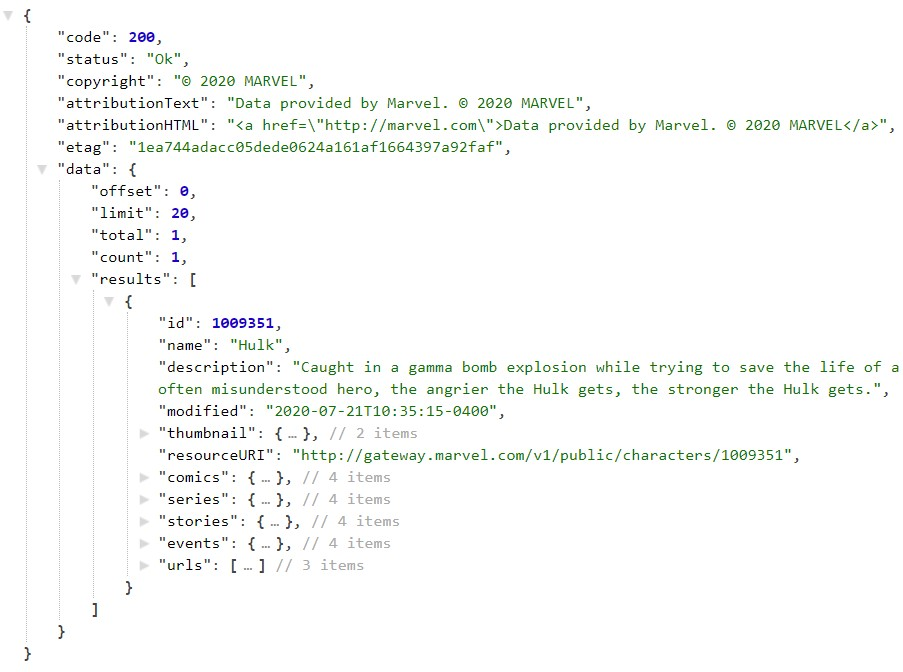 {
"code": 200,
"status": "Ok",
"copyright": "© 2020 MARVEL",
"attributionText": "Data provided by Marvel. © 2020 MARVEL",
"attributionHTML": "<a href=\"http://marvel.com\">Data provided by Marvel. © 2020 MARVEL</a>",
"etag": "1ea744adacc05dede0624a161af1664397a92faf",
"data": {
"offset": 0,
"limit": 20,
"total": 1,
"count": 1,
"results": [
{
"id": 1009351,
"name": "Hulk",
"description": "Caught in a gamma bomb explosion while trying to save the life of a
often misunderstood hero, the angrier the Hulk gets, the stronger the Hulk gets.",
"modified": "2020-07-21T10:35:15-0400",
"thumbnail": { … }, // 2 items
"resourceURI": "http://gateway.marvel.com/v1/public/characters/1009351",
"comics": { … }, // 4 items
"series": { … }, // 4 items
"stories": { … }, // 4 items
"events": { … }, // 4 items
"urls": [ … ] // 3 items
}
]
}
}